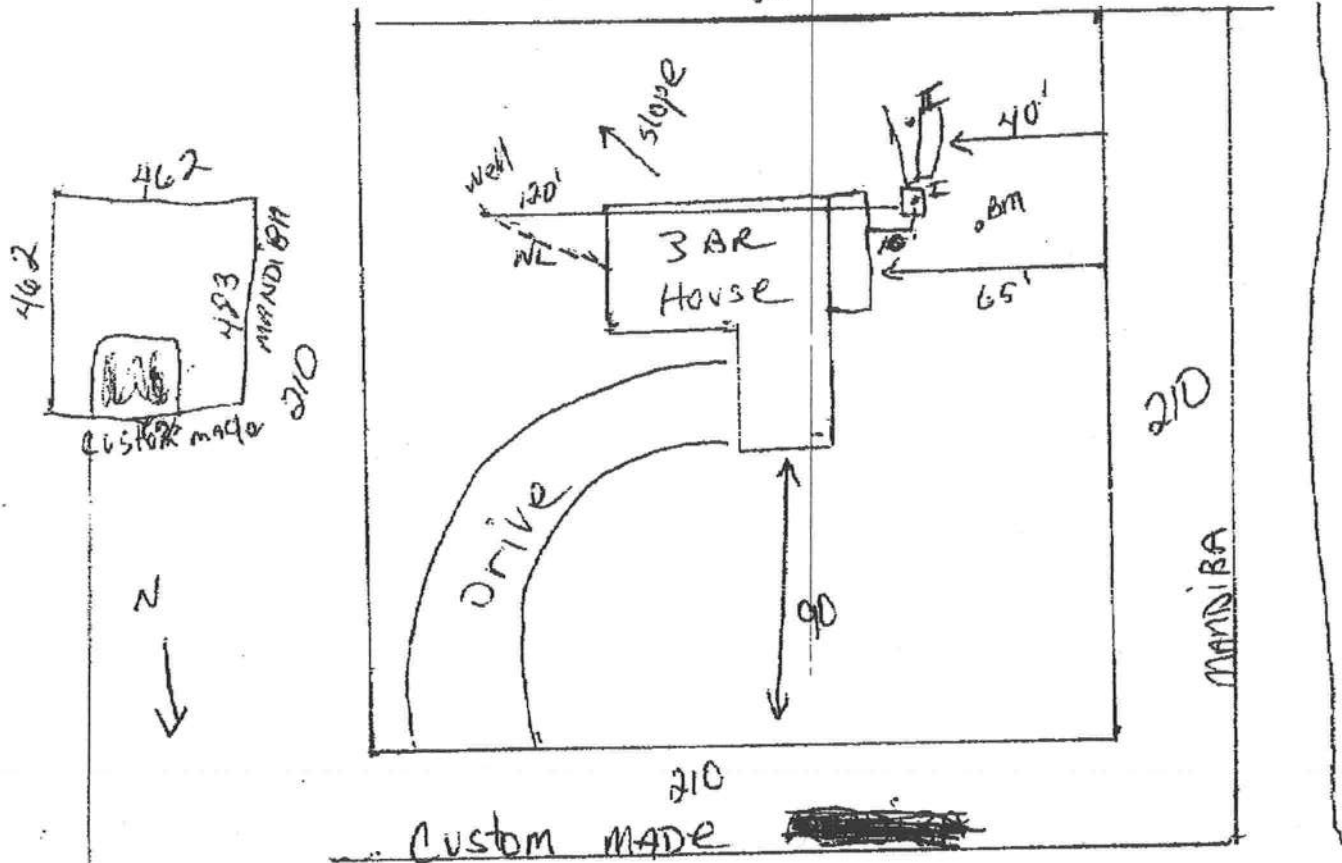 slope
40'
462
well
120'
BM
3 BR
House
10'
WL
462
483
MANDIBA
65'
210
210
Custom made
Drive
N
90
MANDIBA
210
Custom MADE